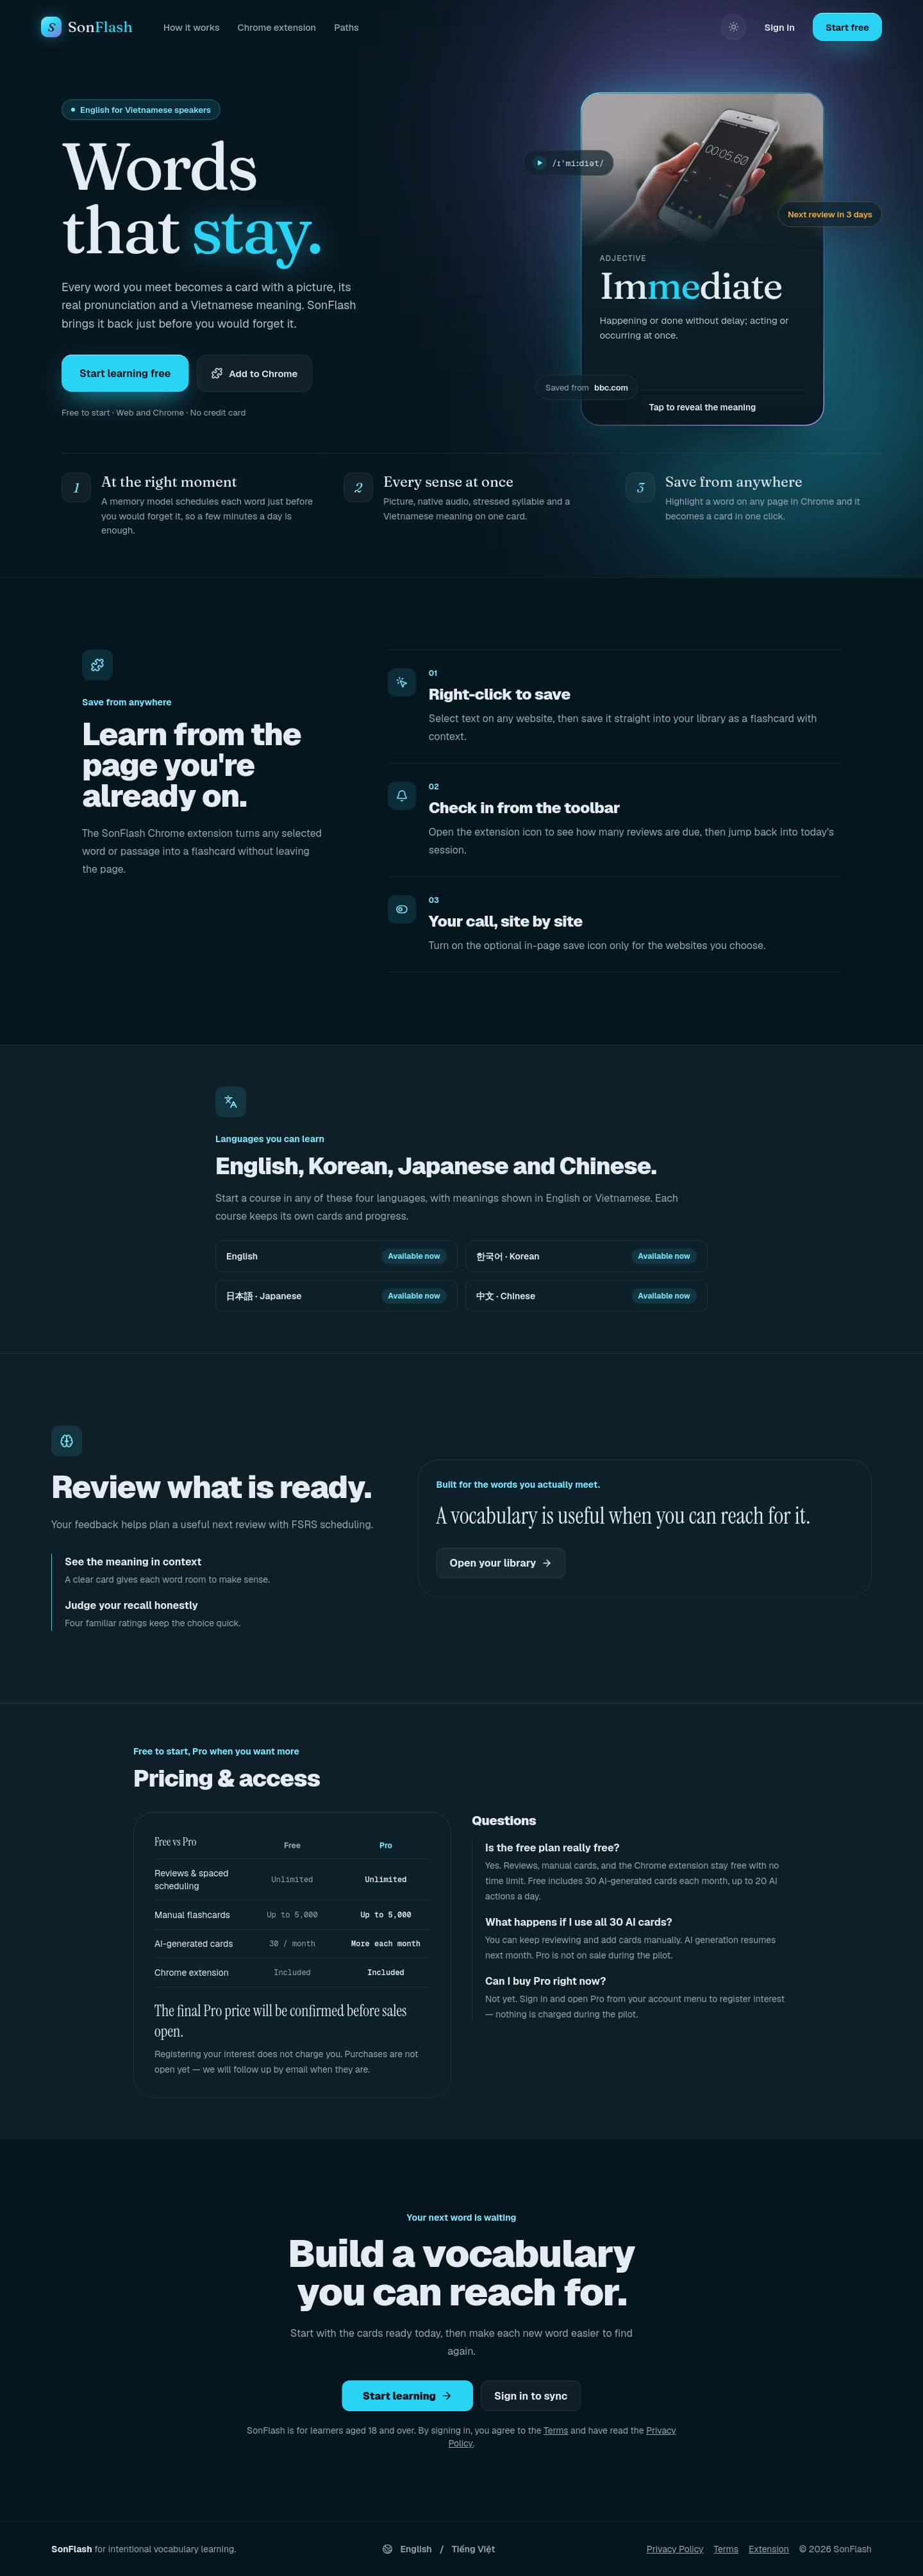 S SonFlash
How it works
Chrome extension
Paths
Sign in
Start free
English for Vietnamese speakers
Words
that stay.
Every word you meet becomes a card with a picture, its
real pronunciation and a Vietnamese meaning. SonFlash
brings it back just before you would forget it.
Start learning free
Add to Chrome
Free to start · Web and Chrome · No credit card
00:05.60
/ɪˈmiːdiət/
Next review in 3 days
ADJECTIVE
Immediate
Happening or done without delay; acting or
occurring at once.
Saved from bbc.com
Tap to reveal the meaning
1
At the right moment
A memory model schedules each word just before
you would forget it, so a few minutes a day is
enough.
2
Every sense at once
Picture, native audio, stressed syllable and a
Vietnamese meaning on one card.
3
Save from anywhere
Highlight a word on any page in Chrome and it
becomes a card in one click.
Save from anywhere
Learn from the
page you're
already on.
The SonFlash Chrome extension turns any selected
word or passage into a flashcard without leaving
the page.
01
Right-click to save
Select text on any website, then save it straight into your library as a flashcard with
context.
02
Check in from the toolbar
Open the extension icon to see how many reviews are due, then jump back into today's
session.
03
Your call, site by site
Turn on the optional in-page save icon only for the websites you choose.
Languages you can learn
English, Korean, Japanese and Chinese.
Start a course in any of these four languages, with meanings shown in English or Vietnamese. Each
course keeps its own cards and progress.
English
Available now
한국어 · Korean
Available now
日本語 · Japanese
Available now
中文 · Chinese
Available now
Review what is ready.
Your feedback helps plan a useful next review with FSRS scheduling.
See the meaning in context
A clear card gives each word room to make sense.
Judge your recall honestly
Four familiar ratings keep the choice quick.
Built for the words you actually meet.
A vocabulary is useful when you can reach for it.
Open your library
Free to start, Pro when you want more
Pricing & access
Free vs Pro
Free
Pro
Reviews & spaced
scheduling
Unlimited
Unlimited
Manual flashcards
Up to 5,000
Up to 5,000
AI-generated cards
30 / month
More each month
Chrome extension
Included
Included
The final Pro price will be confirmed before sales
open.
Registering your interest does not charge you. Purchases are not
open yet — we will follow up by email when they are.
Questions
Is the free plan really free?
Yes. Reviews, manual cards, and the Chrome extension stay free with no
time limit. Free includes 30 AI-generated cards each month, up to 20 AI
actions a day.
What happens if I use all 30 AI cards?
You can keep reviewing and add cards manually. AI generation resumes
next month. Pro is not on sale during the pilot.
Can I buy Pro right now?
Not yet. Sign in and open Pro from your account menu to register interest
— nothing is charged during the pilot.
Your next word is waiting
Build a vocabulary
you can reach for.
Start with the cards ready today, then make each new word easier to find
again.
Start learning
Sign in to sync
SonFlash is for learners aged 18 and over. By signing in, you agree to the Terms and have read the Privacy
Policy.
SonFlash for intentional vocabulary learning.
English / Tiếng Việt
Privacy Policy
Terms
Extension
© 2026 SonFlash